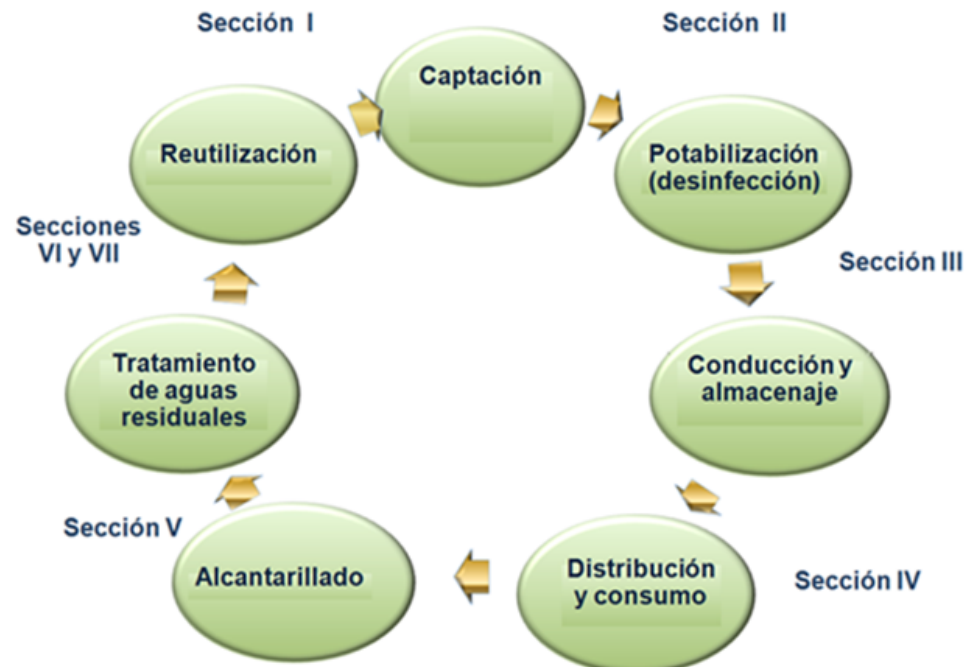 Sección I
Sección II
Captación
Reutilización
Potabilización
(desinfección)
Secciones
VI y VII
Sección III
Tratamiento
de aguas
residuales
Conducción y
almacenaje
Sección V
Alcantarillado
Distribución
y consumo
Sección IV